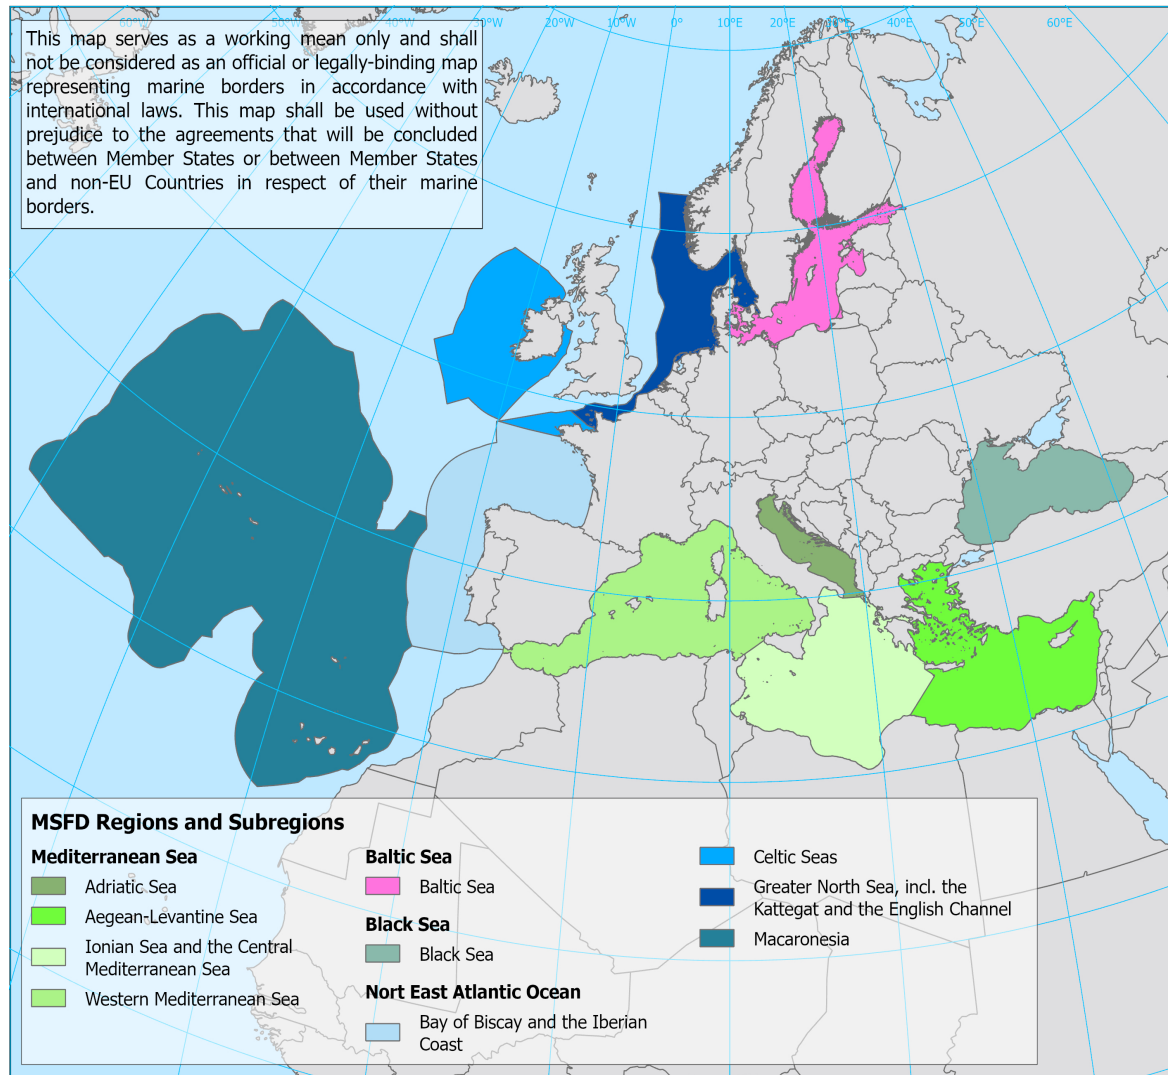 60°W 50°W 40°W 30°W 20°W 10°W 0° 10°E 20°E 30°E 40°E 50°E 60°E
This map serves as a working mean only and shall
not be considered as an official or legally-binding map
representing marine borders in accordance with
international laws. This map shall be used without
prejudice to the agreements that will be concluded
between Member States or between Member States
and non-EU Countries in respect of their marine
borders.
MSFD Regions and Subregions
Mediterranean Sea
Adriatic Sea
Aegean-Levantine Sea
Ionian Sea and the Central
Mediterranean Sea
Western Mediterranean Sea
Baltic Sea
Baltic Sea
Black Sea
Black Sea
Nort East Atlantic Ocean
Bay of Biscay and the Iberian
Coast
Celtic Seas
Greater North Sea, incl. the
Kattegat and the English Channel
Macaronesia